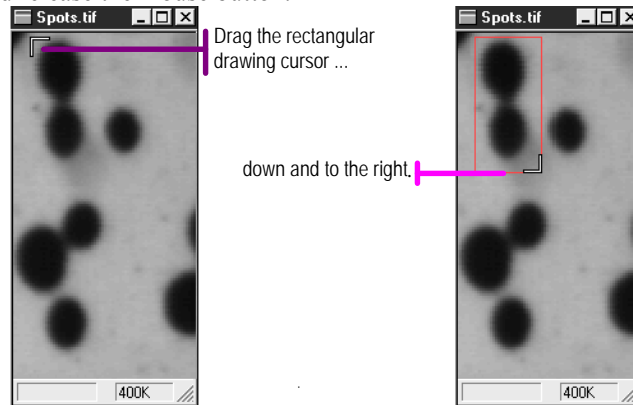 Spots.tif
Drag the rectangular
drawing cursor ...
400K
Spots.tif
down and to the right.
400K